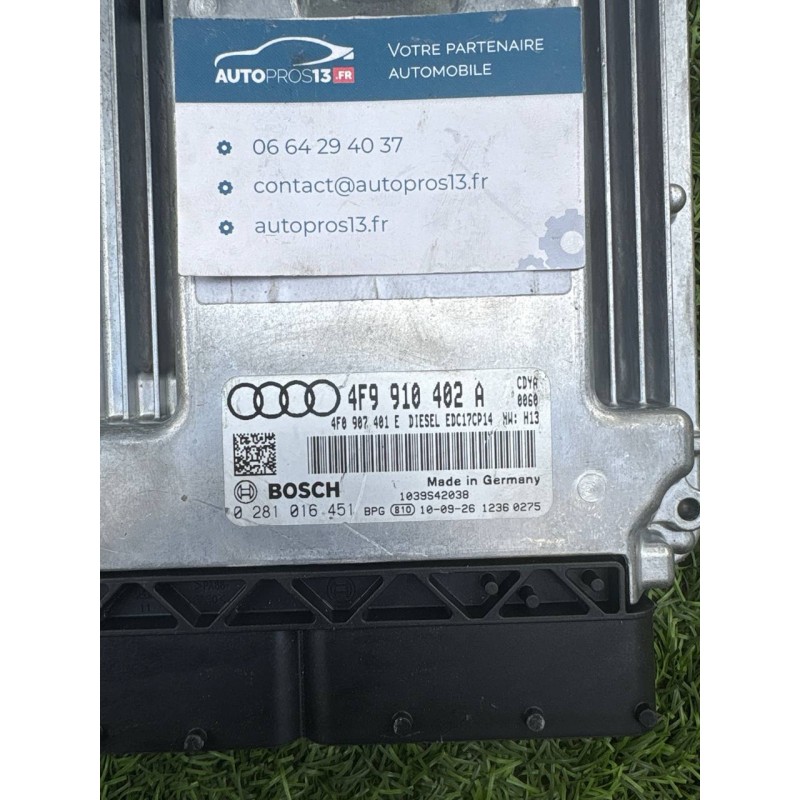 AUTOPROS13.FR
VOTRE PARTENAIRE
AUTOMOBILE
06 64 29 40 37
contact@autopros13.fr
autopros13.fr
4F9 910 402 A
CDYA
0060
4F0 907 401 E DIESEL EDC17CP14 HW: H13
Made in Germany
BOSCH
1039S42038
0 281 016 451 BPG B10 10-09-26 1236 0275